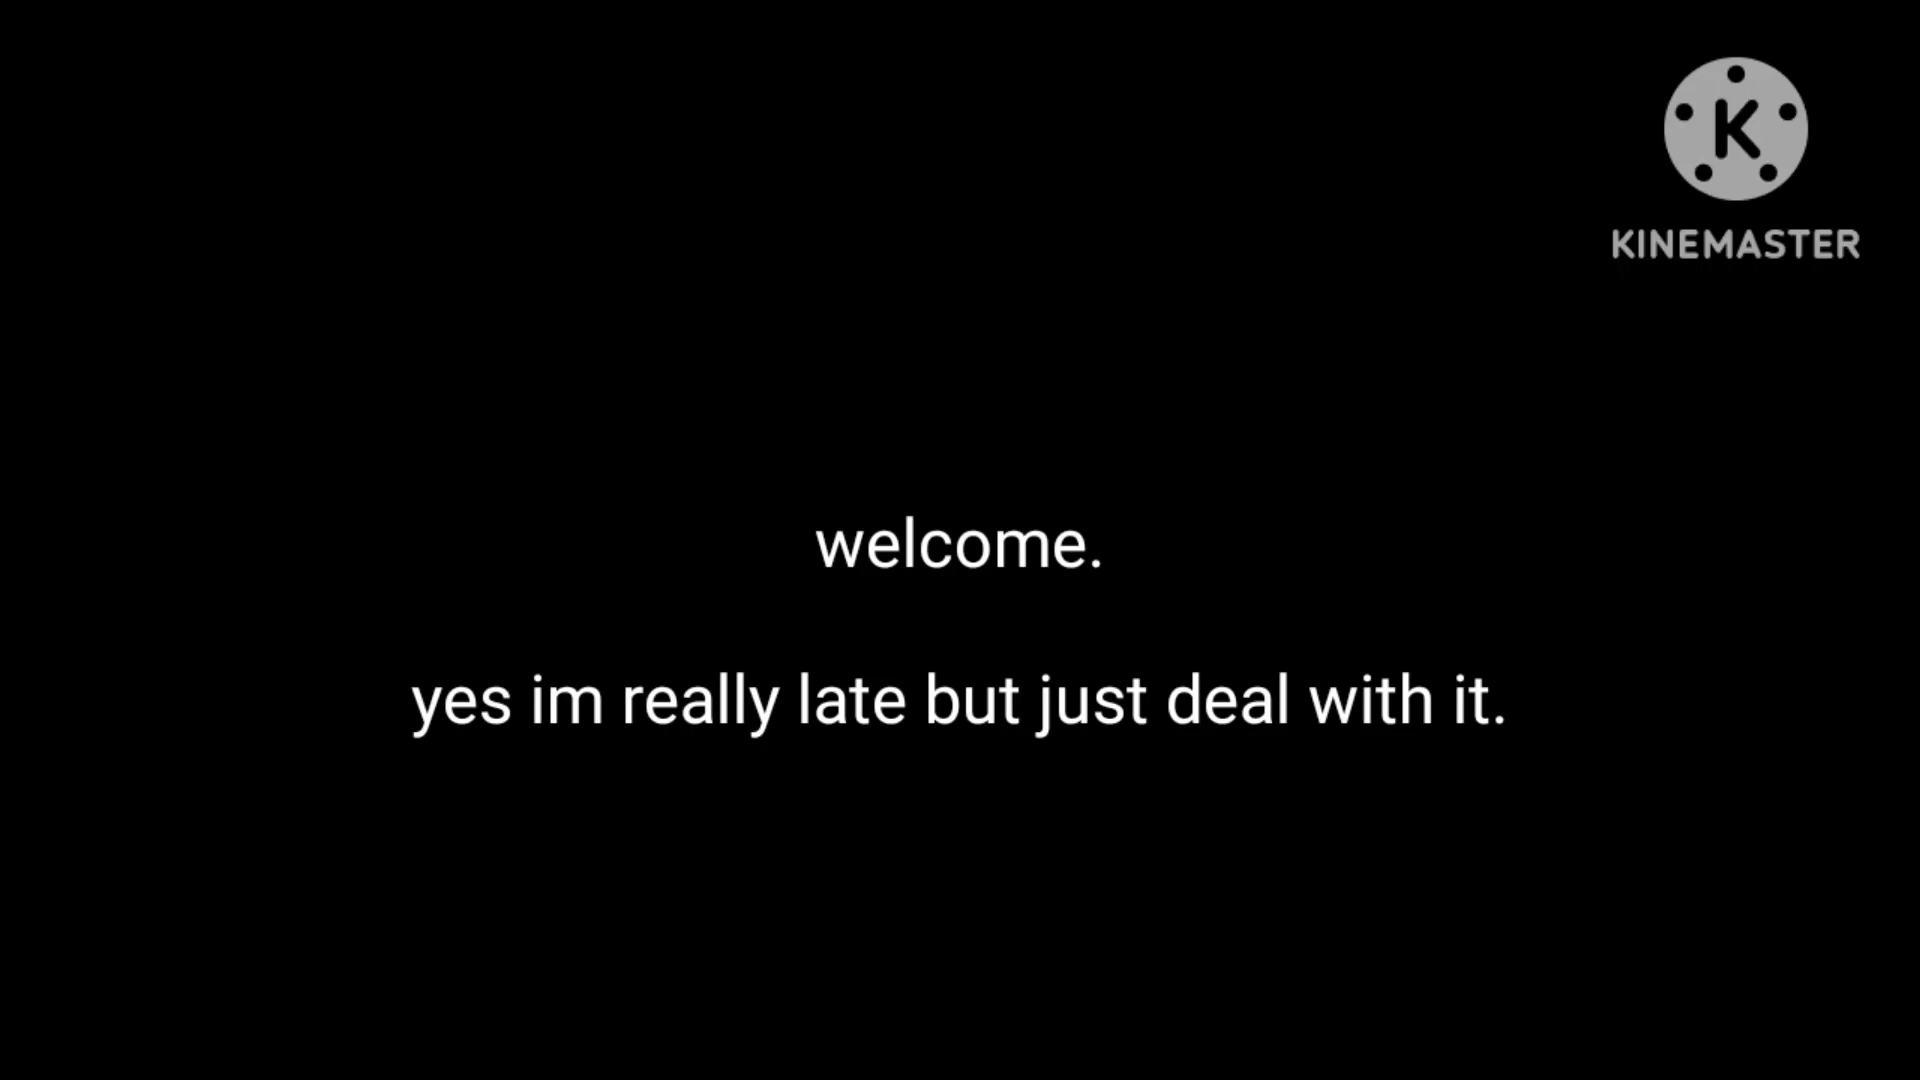 K
KINEMASTER
welcome.
yes im really late but just deal with it.